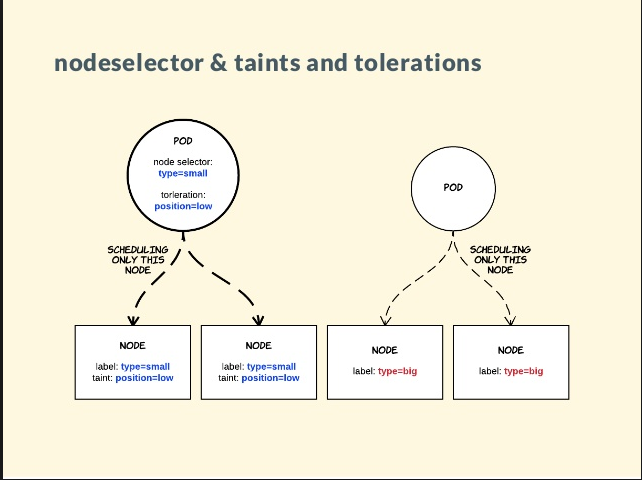 nodeselector & taints and tolerations
POD
node selector:
type=small
torleration:
position=low
POD
SCHEDULING
ONLY THIS
NODE
SCHEDULING
ONLY THIS
NODE
NODE
label: type=small
taint: position=low
NODE
label: type=small
taint: position=low
NODE
label: type=big
NODE
label: type=big